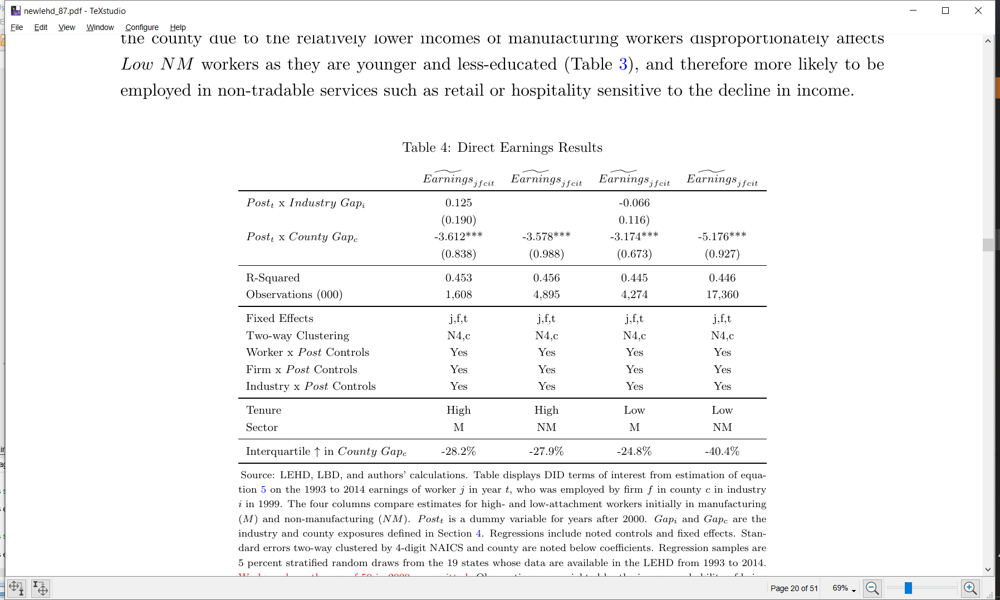 newlehd_87.pdf - TeXstudio
File Edit View Window Configure Help
the county due to the relatively lower incomes of manufacturing workers disproportionately affects
Low NM workers as they are younger and less-educated (Table 3), and therefore more likely to be
employed in non-tradable services such as retail or hospitality sensitive to the decline in income.
Table 4: Direct Earnings Results
Earnings_jfcit Earnings_jfcit Earnings_jfcit Earnings_jfcit
Post_t x Industry Gap_i 0.125 -0.066
(0.190) 0.116)
Post_t x County Gap_c -3.612*** -3.578*** -3.174*** -5.176***
(0.838) (0.988) (0.673) (0.927)
R-Squared 0.453 0.456 0.445 0.446
Observations (000) 1,608 4,895 4,274 17,360
Fixed Effects j,f,t j,f,t j,f,t j,f,t
Two-way Clustering N4,c N4,c N4,c N4,c
Worker x Post Controls Yes Yes Yes Yes
Firm x Post Controls Yes Yes Yes Yes
Industry x Post Controls Yes Yes Yes Yes
Tenure High High Low Low
Sector M NM M NM
Interquartile ↑ in County Gap_c -28.2% -27.9% -24.8% -40.4%
Source: LEHD, LBD, and authors' calculations. Table displays DID terms of interest from estimation of equa-
tion 5 on the 1993 to 2014 earnings of worker j in year t, who was employed by firm f in county c in industry
i in 1999. The four columns compare estimates for high- and low-attachment workers initially in manufacturing
(M) and non-manufacturing (NM). Post_t is a dummy variable for years after 2000. Gap_i and Gap_c are the
industry and county exposures defined in Section 4. Regressions include noted controls and fixed effects. Stan-
dard errors two-way clustered by 4-digit NAICS and county are noted below coefficients. Regression samples are
5 percent stratified random draws from the 19 states whose data are available in the LEHD from 1993 to 2014.
Page 20 of 51 69%